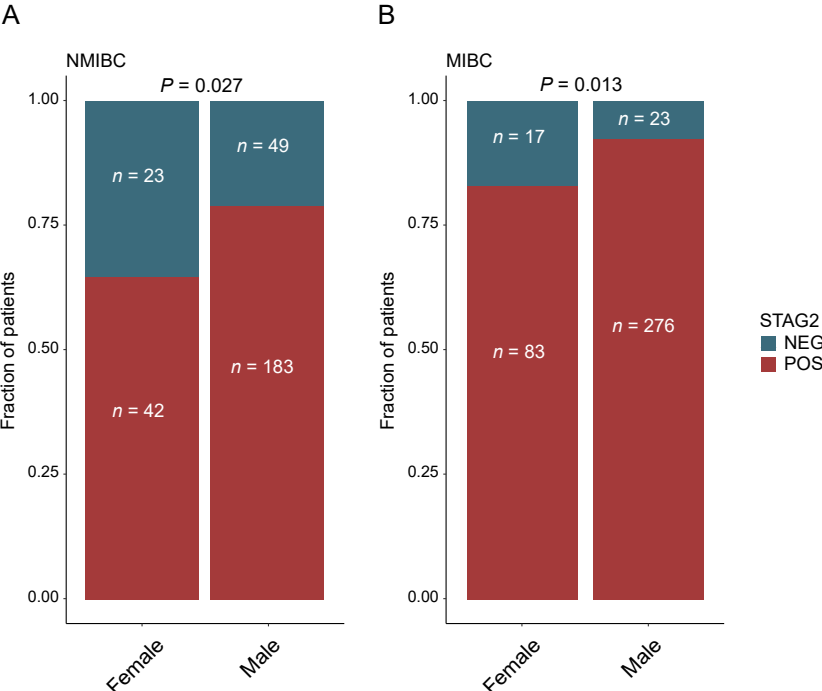 A
NMIBC
P = 0.027
Fraction of patients
1.00
0.75
0.50
0.25
0.00
n = 23
n = 49
n = 42
n = 183
Female
Male
B
MIBC
P = 0.013
Fraction of patients
1.00
0.75
0.50
0.25
0.00
n = 17
n = 23
n = 83
n = 276
Female
Male
STAG2
NEG
POS